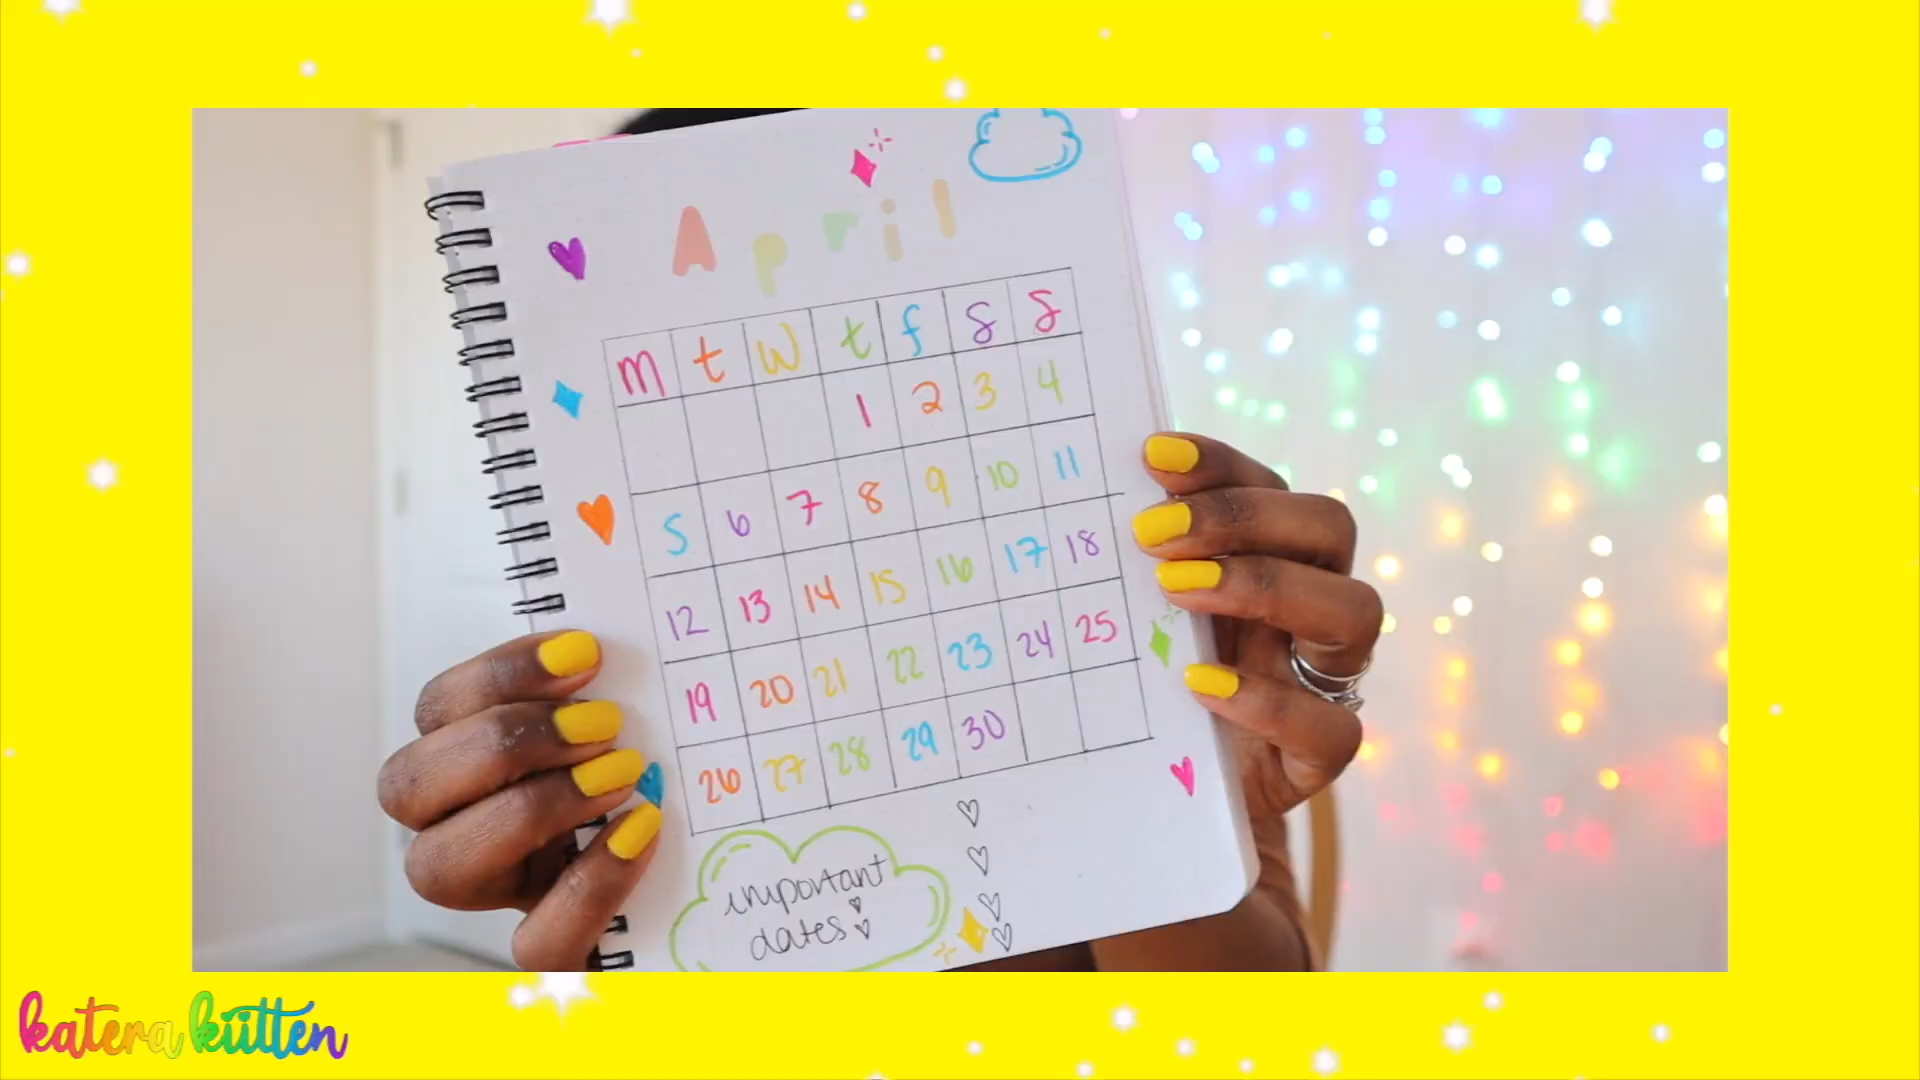 April
m t w t f s s
1 2 3 4
5 6 7 8 9 10 11
12 13 14 15 16 17 18
19 20 21 22 23 24 25
26 27 28 29 30
important
dates
katera kütten